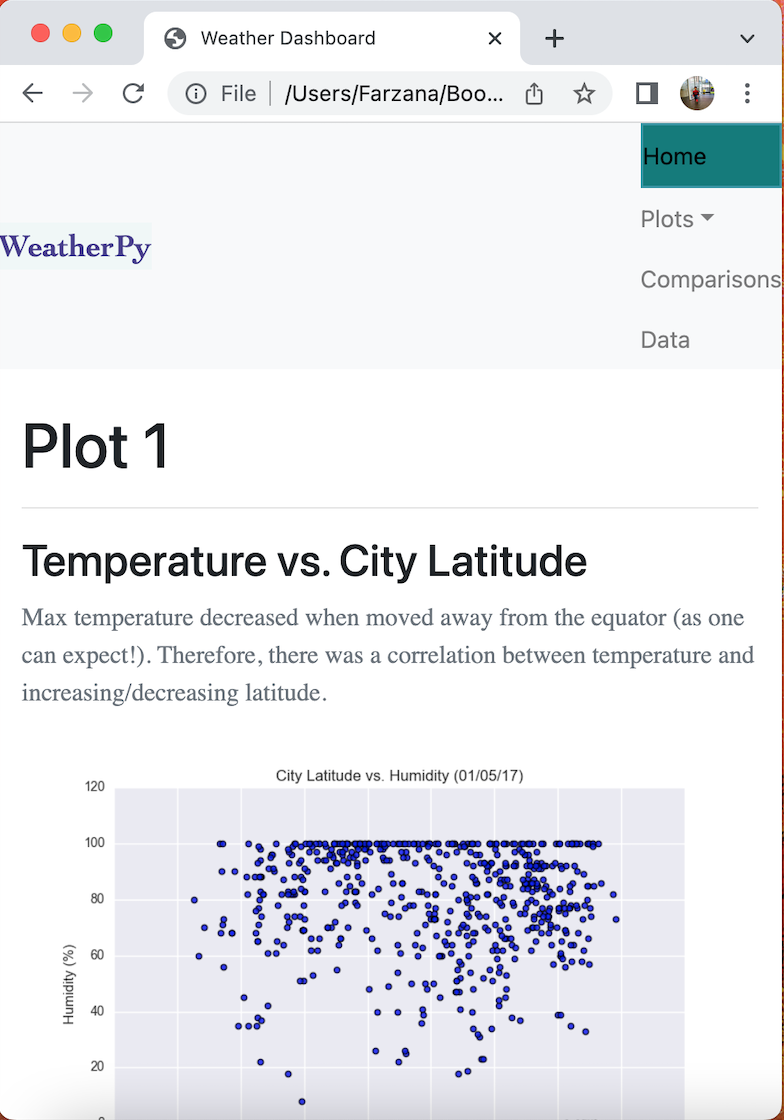 Weather Dashboard
File /Users/Farzana/Boo...
Home
WeatherPy
Plots
Comparisons
Data
Plot 1
Temperature vs. City Latitude
Max temperature decreased when moved away from the equator (as one
can expect!). Therefore, there was a correlation between temperature and
increasing/decreasing latitude.
City Latitude vs. Humidity (01/05/17)
120
100
80
60
Humidity (%)
40
20